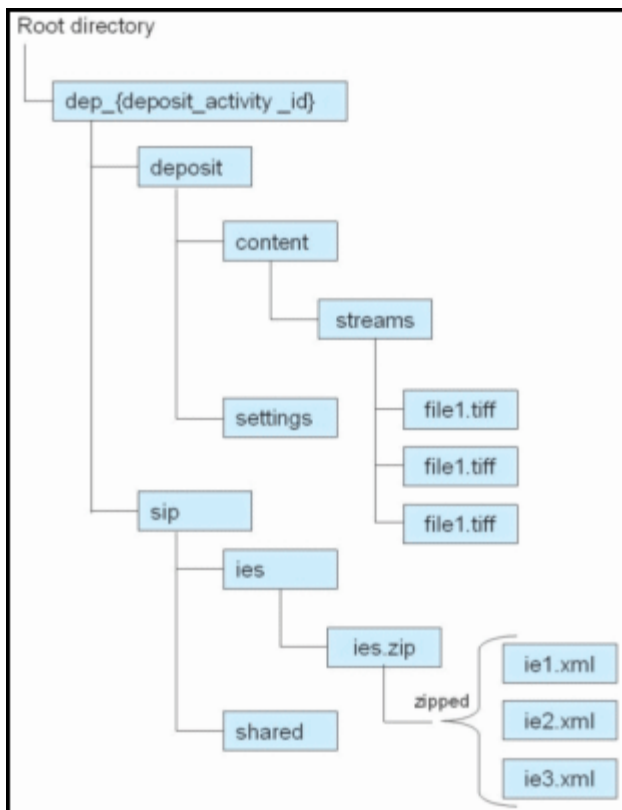 Root directory
dep_{deposit_activity _id}
deposit
content
streams
file1.tiff
settings
file1.tiff
file1.tiff
sip
ies
ies.zip
zipped
ie1.xml
ie2.xml
shared
ie3.xml